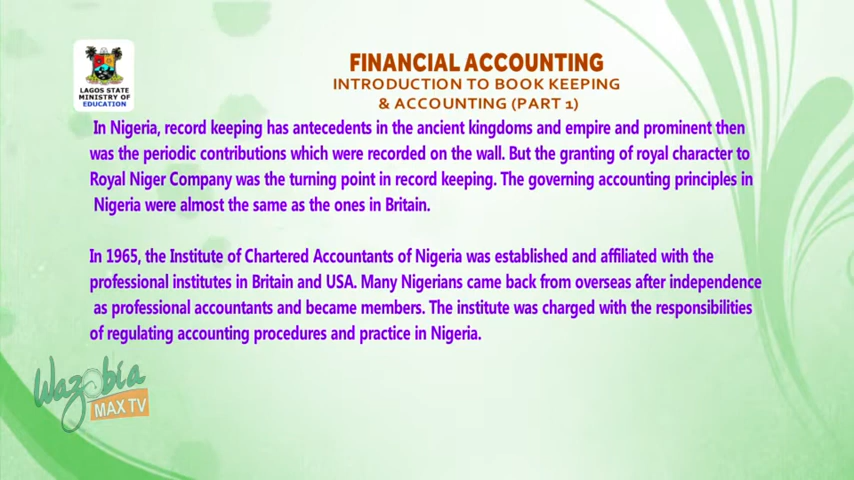 LAGOS STATE
MINISTRY OF
EDUCATION
FINANCIAL ACCOUNTING
INTRODUCTION TO BOOK KEEPING
& ACCOUNTING (PART 1)
In Nigeria, record keeping has antecedents in the ancient kingdoms and empire and prominent then
was the periodic contributions which were recorded on the wall. But the granting of royal character to
Royal Niger Company was the turning point in record keeping. The governing accounting principles in
Nigeria were almost the same as the ones in Britain.
In 1965, the Institute of Chartered Accountants of Nigeria was established and affiliated with the
professional institutes in Britain and USA. Many Nigerians came back from overseas after independence
as professional accountants and became members. The institute was charged with the responsibilities
of regulating accounting procedures and practice in Nigeria.
Wazobia
MAX TV